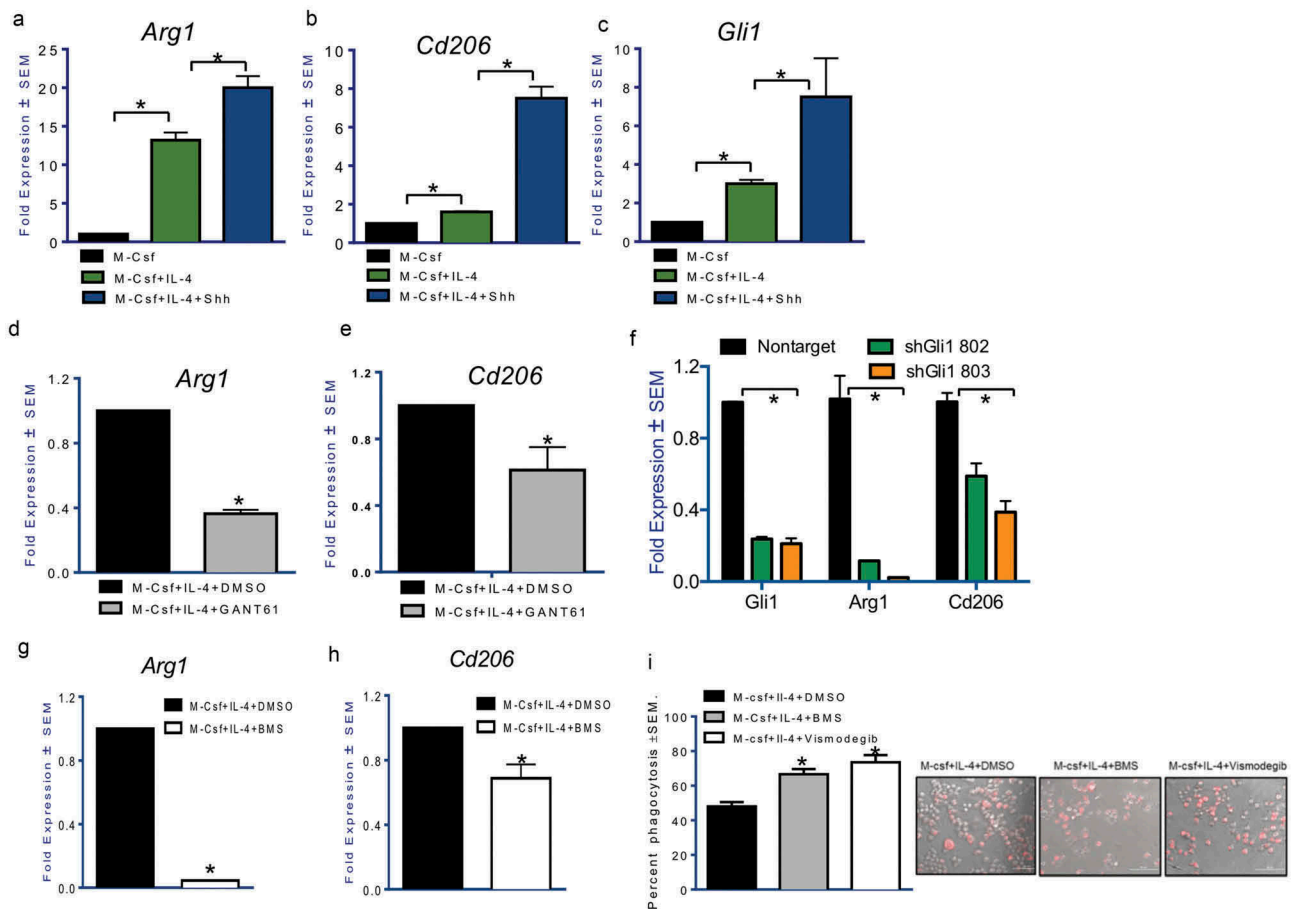 a
Arg1
Fold Expression ± SEM
25
20
15
10
5
0
*
*
M-Csf
M-Csf+IL-4
M-Csf+IL-4+Shh
b
Cd206
Fold Expression ± SEM
10
8
6
4
2
0
*
*
M-Csf
M-Csf+IL-4
M-Csf+IL-4+Shh
c
Gli1
Fold Expression ± SEM
10
8
6
4
2
0
*
*
M-Csf
M-Csf+IL-4
M-Csf+IL-4+Shh
d
Arg1
Fold Expression ± SEM
1.2
0.8
0.4
0.0
*
M-Csf+IL-4+DMSO
M-Csf+IL-4+GANT61
e
Cd206
Fold Expression ± SEM
1.2
0.8
0.4
0.0
*
M-Csf+IL-4+DMSO
M-Csf+IL-4+GANT61
f
Nontarget
shGli1 802
shGli1 803
Fold Expression ± SEM
1.2
0.8
0.4
0.0
*
*
*
Gli1
Arg1
Cd206
g
Arg1
Fold Expression ± SEM
1.2
0.8
0.4
0.0
*
M-Csf+IL-4+DMSO
M-Csf+IL-4+BMS
h
Cd206
Fold Expression ± SEM
1.2
0.8
0.4
0.0
*
M-Csf+IL-4+DMSO
M-Csf+IL-4+BMS
i
M-csf+Il-4+DMSO
M-Csf+IL-4+BMS
M-csf+Il-4+Vismodegib
Percent phagocytosis ±SEM.
100
80
60
40
20
0
*
*
M-csf+IL-4+DMSO
M-csf+IL-4+BMS
M-csf+IL-4+Vismodegib